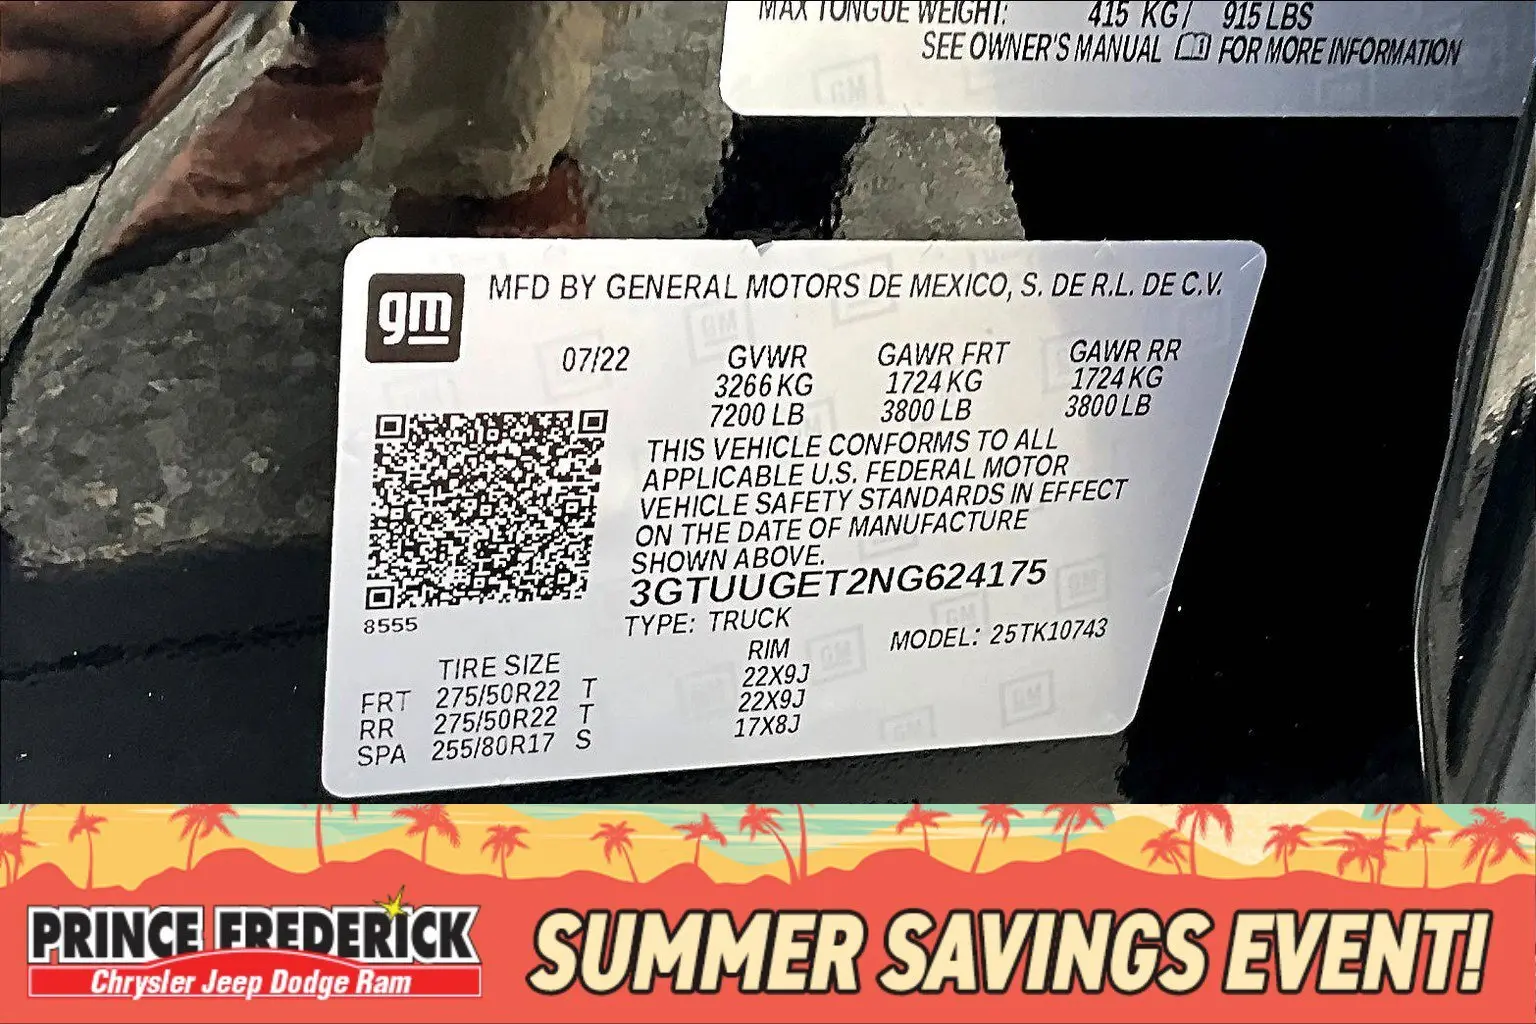 MAX TONGUE WEIGHT: 415 KG/ 915 LBS
SEE OWNER'S MANUAL FOR MORE INFORMATION
gm
MFD BY GENERAL MOTORS DE MEXICO, S. DE R.L. DE C.V.
07/22 GVWR GAWR FRT GAWR RR
3266 KG 1724 KG 1724 KG
7200 LB 3800 LB 3800 LB
THIS VEHICLE CONFORMS TO ALL
APPLICABLE U.S. FEDERAL MOTOR
VEHICLE SAFETY STANDARDS IN EFFECT
ON THE DATE OF MANUFACTURE
SHOWN ABOVE.
3GTUUGET2NG624175
8555
TYPE: TRUCK MODEL: 25TK10743
TIRE SIZE RIM
FRT 275/50R22 T 22X9J
RR 275/50R22 T 22X9J
SPA 255/80R17 S 17X8J
PRINCE FREDERICK
Chrysler Jeep Dodge Ram
SUMMER SAVINGS EVENT!